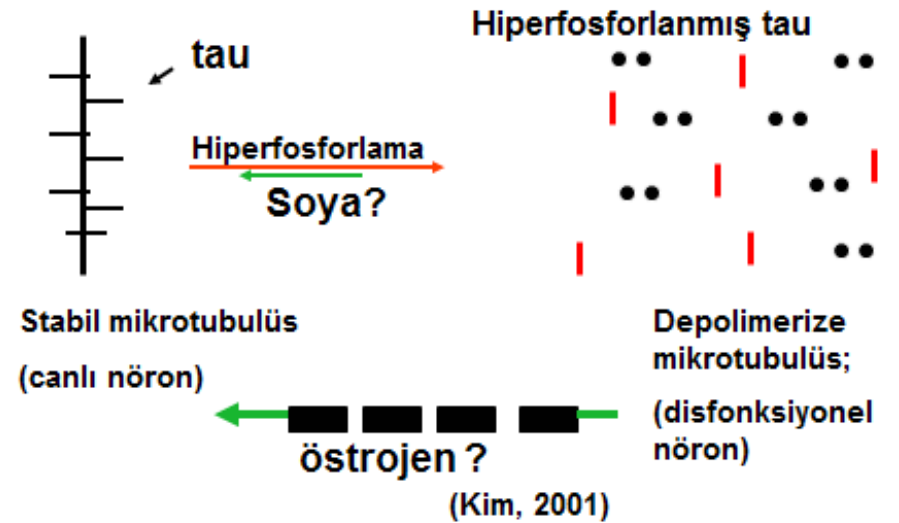 Hiperfosforlanmış tau
tau
Hiperfosforlama
Soya?
Stabil mikrotubulüs
(canlı nöron)
Depolimerize
mikrotubulüs;
(disfonksiyonel
nöron)
östrojen ?
(Kim, 2001)